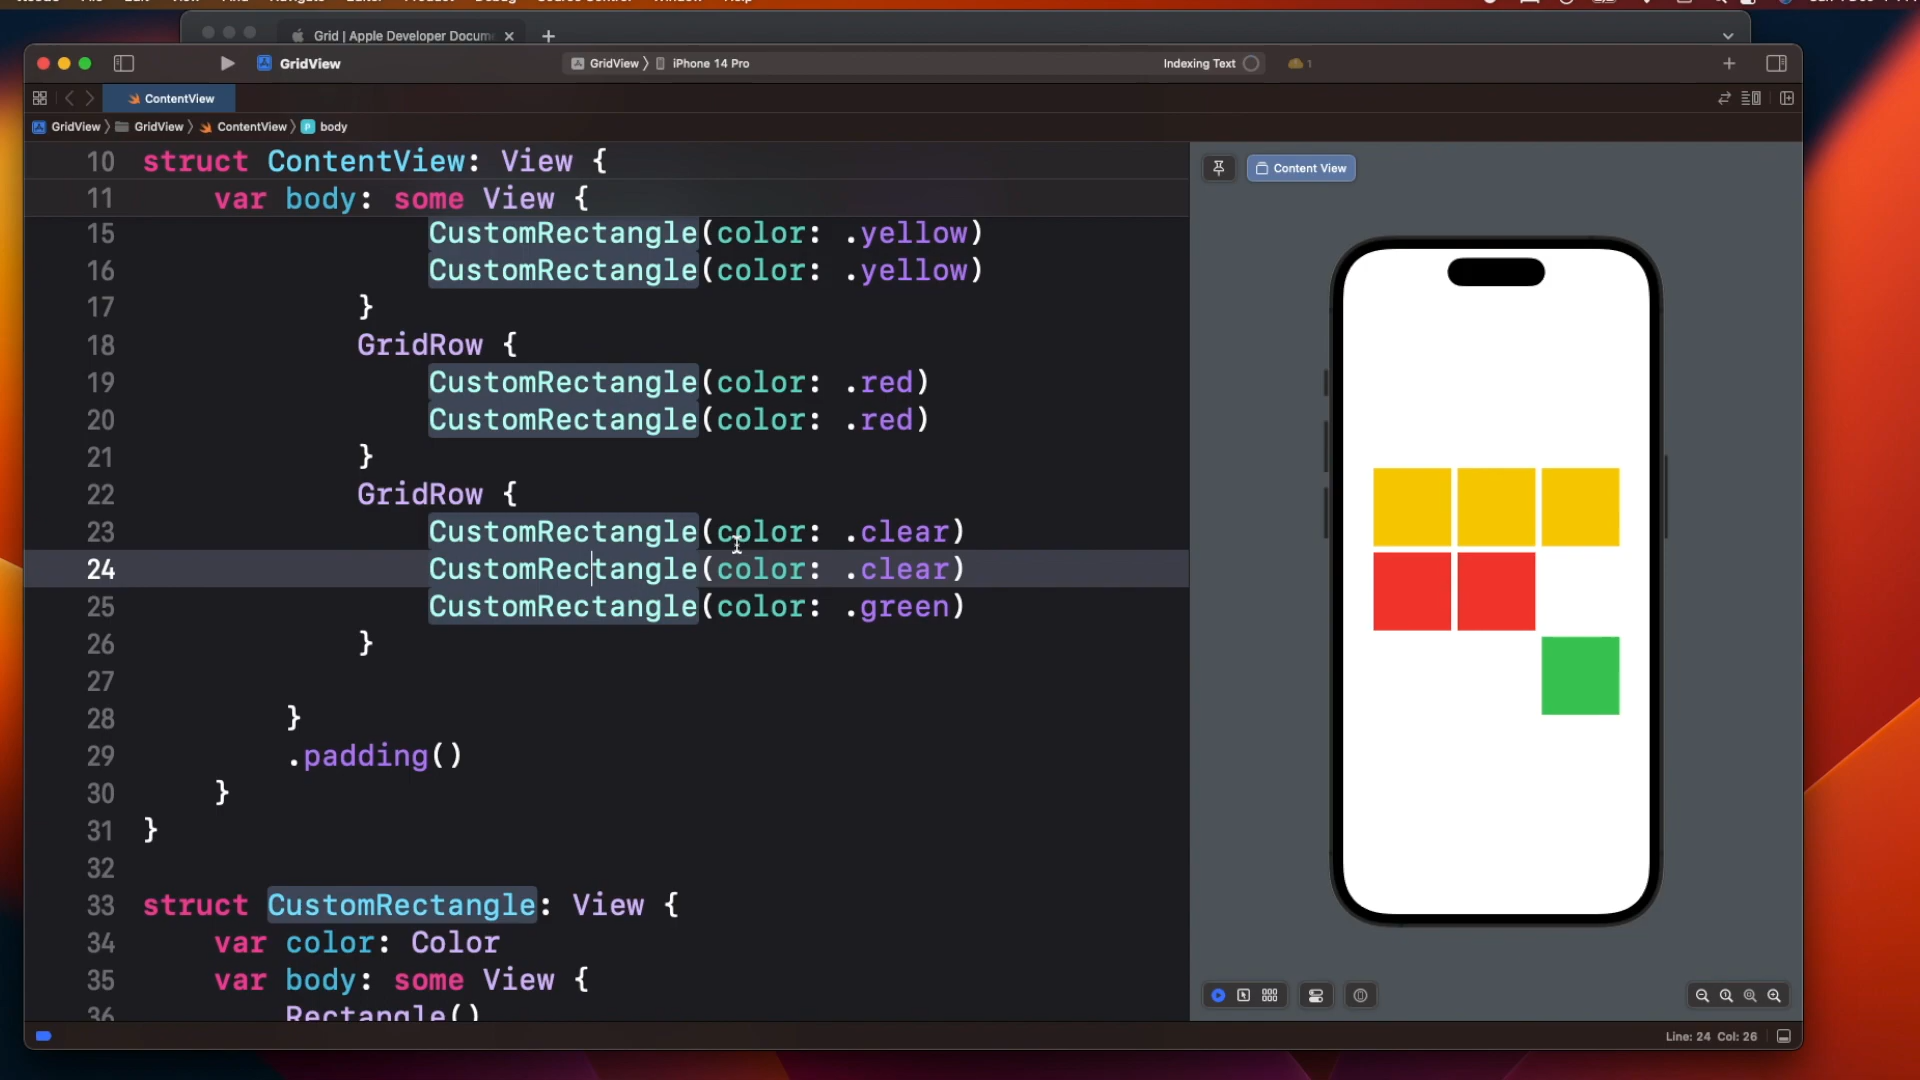 Grid | Apple Developer Docum
GridView
GridView
iPhone 14 Pro
Indexing Text
1
ContentView
GridView
GridView
ContentView
body
10 struct ContentView: View {
11 var body: some View {
15 CustomRectangle(color: .yellow)
16 CustomRectangle(color: .yellow)
17 }
18 GridRow {
19 CustomRectangle(color: .red)
20 CustomRectangle(color: .red)
21 }
22 GridRow {
23 CustomRectangle(color: .clear)
24 CustomRectangle(color: .clear)
25 CustomRectangle(color: .green)
26 }
27
28 }
29 .padding()
30 }
31 }
32
33 struct CustomRectangle: View {
34 var color: Color
35 var body: some View {
36 Rectangle()
Content View
Line: 24 Col: 26